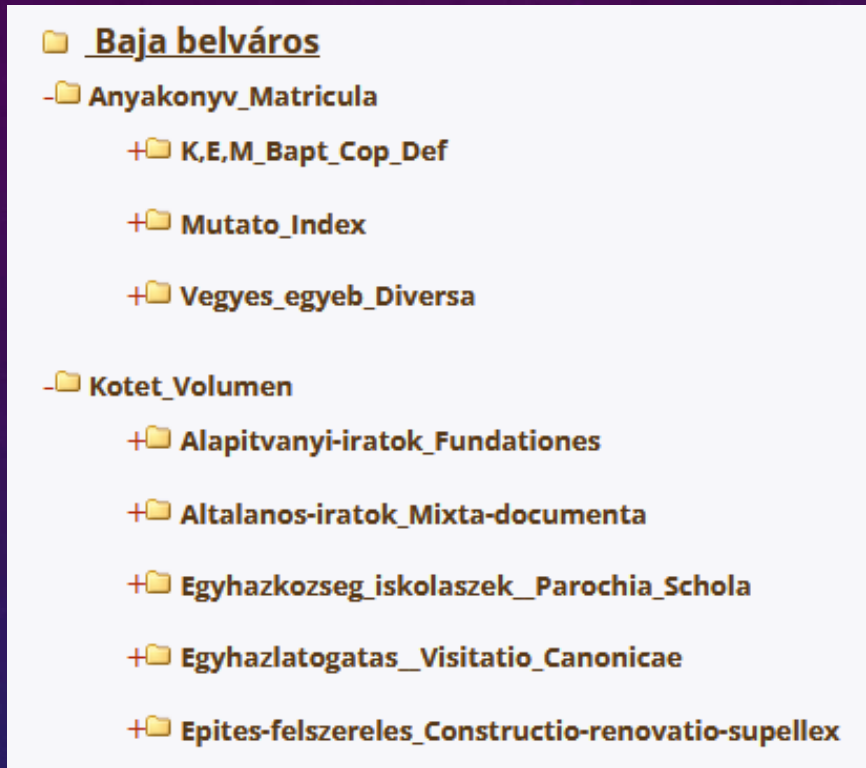 Baja belváros
-Anyakonyv_Matricula
+K,E,M_Bapt_Cop_Def
+Mutato_Index
+Vegyes_egyeb_Diversa
-Kotet_Volumen
+Alapitvanyi-iratok_Fundationes
+Altalanos-iratok_Mixta-documenta
+Egyhazkozseg_iskolaszek__Parochia_Schola
+Egyhazlatogatas__Visitatio_Canonicae
+Epites-felszereles_Constructio-renovatio-supellex